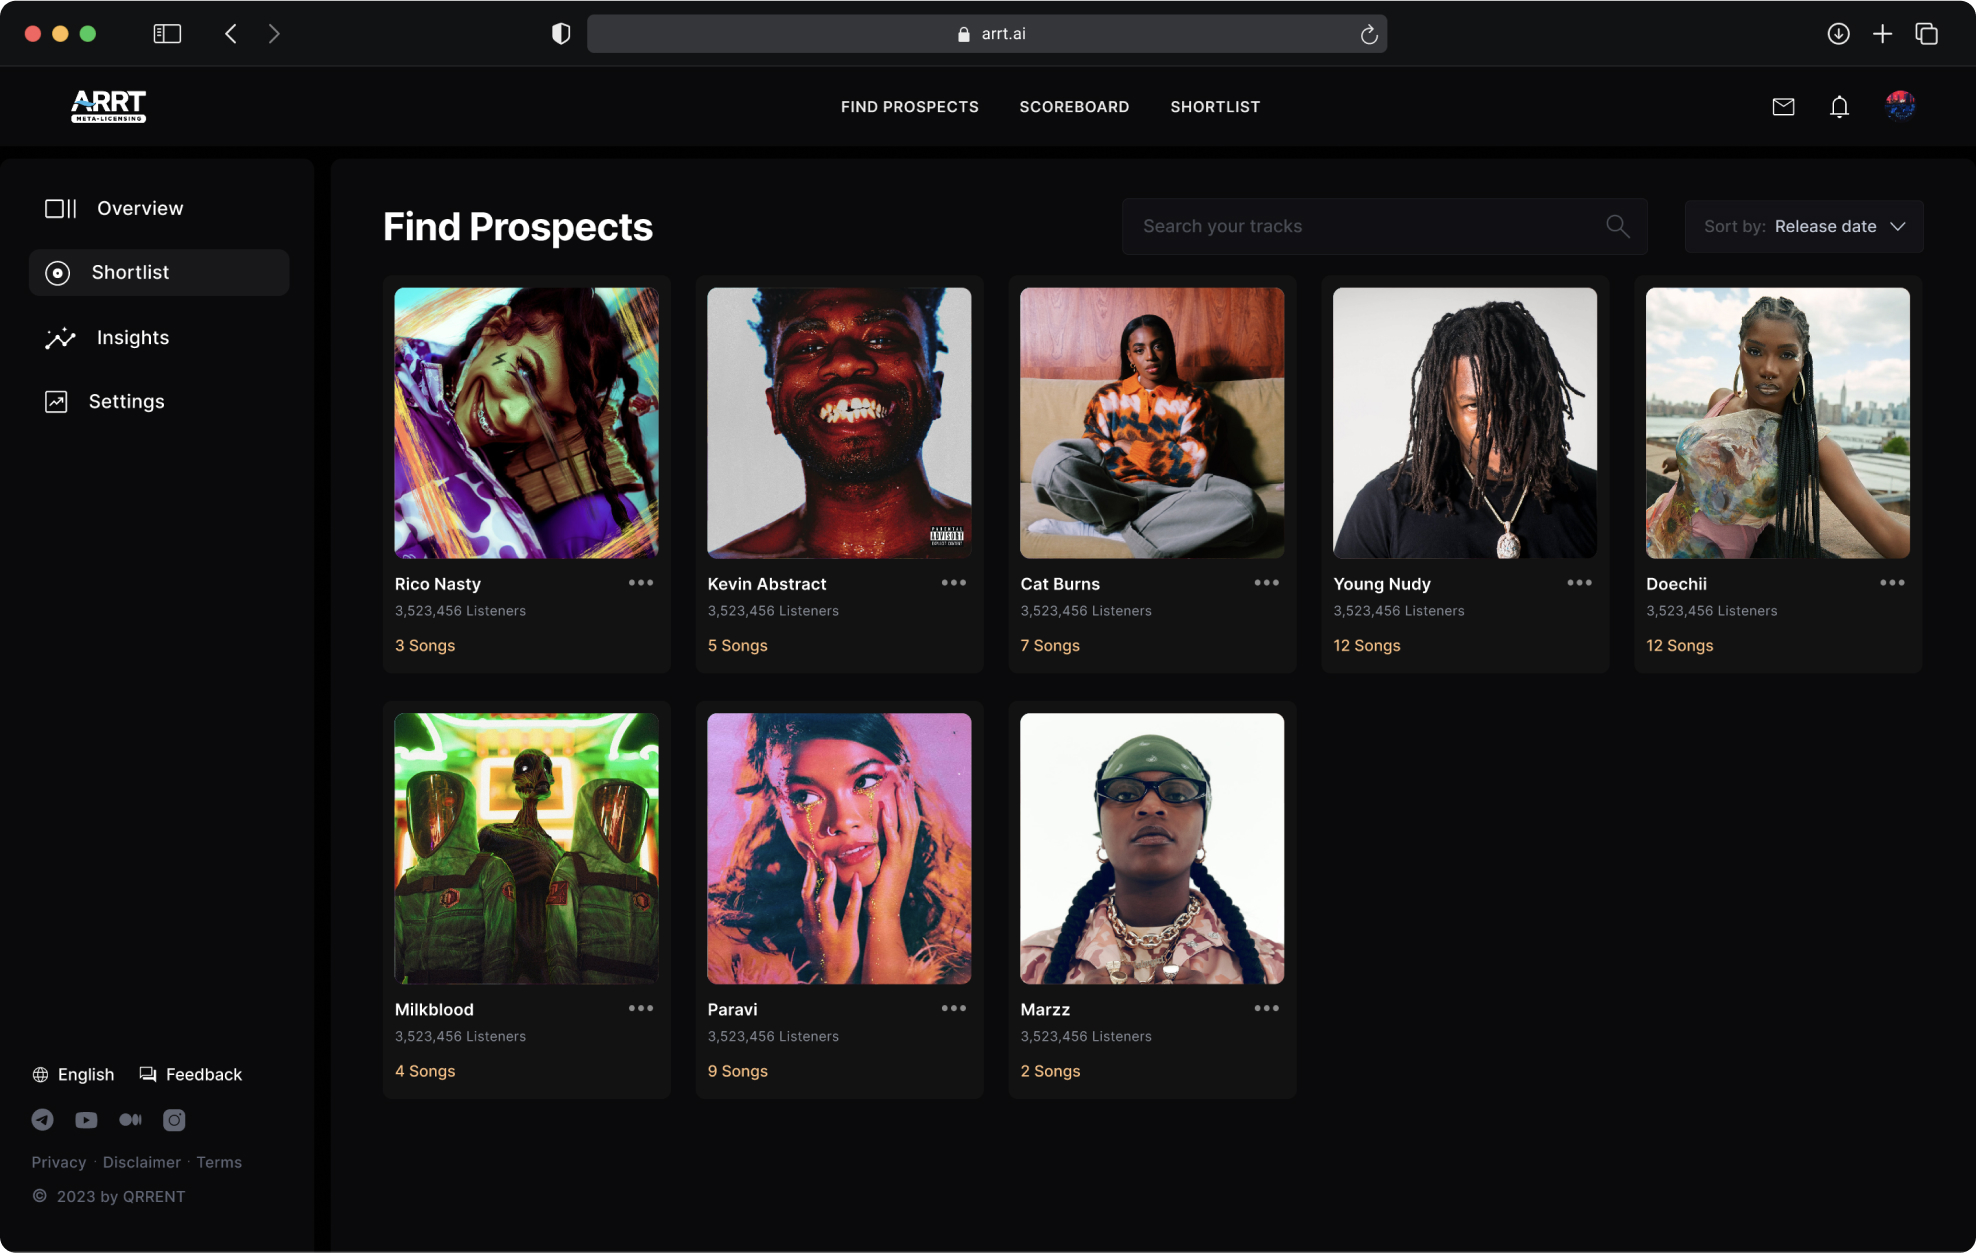 arrt.ai
ARRT
META-LICENSING
FIND PROSPECTS
SCOREBOARD
SHORTLIST
Overview
Shortlist
Insights
Settings
Find Prospects
Search your tracks
Sort by: Release date
PARENTAL
ADVISORY
EXPLICIT CONTENT
Rico Nasty
3,523,456 Listeners
3 Songs
Kevin Abstract
3,523,456 Listeners
5 Songs
Cat Burns
3,523,456 Listeners
7 Songs
Young Nudy
3,523,456 Listeners
12 Songs
Doechii
3,523,456 Listeners
12 Songs
Milkblood
3,523,456 Listeners
4 Songs
Paravi
3,523,456 Listeners
9 Songs
Marzz
3,523,456 Listeners
2 Songs
English
Feedback
Privacy · Disclaimer · Terms
© 2023 by QRRENT